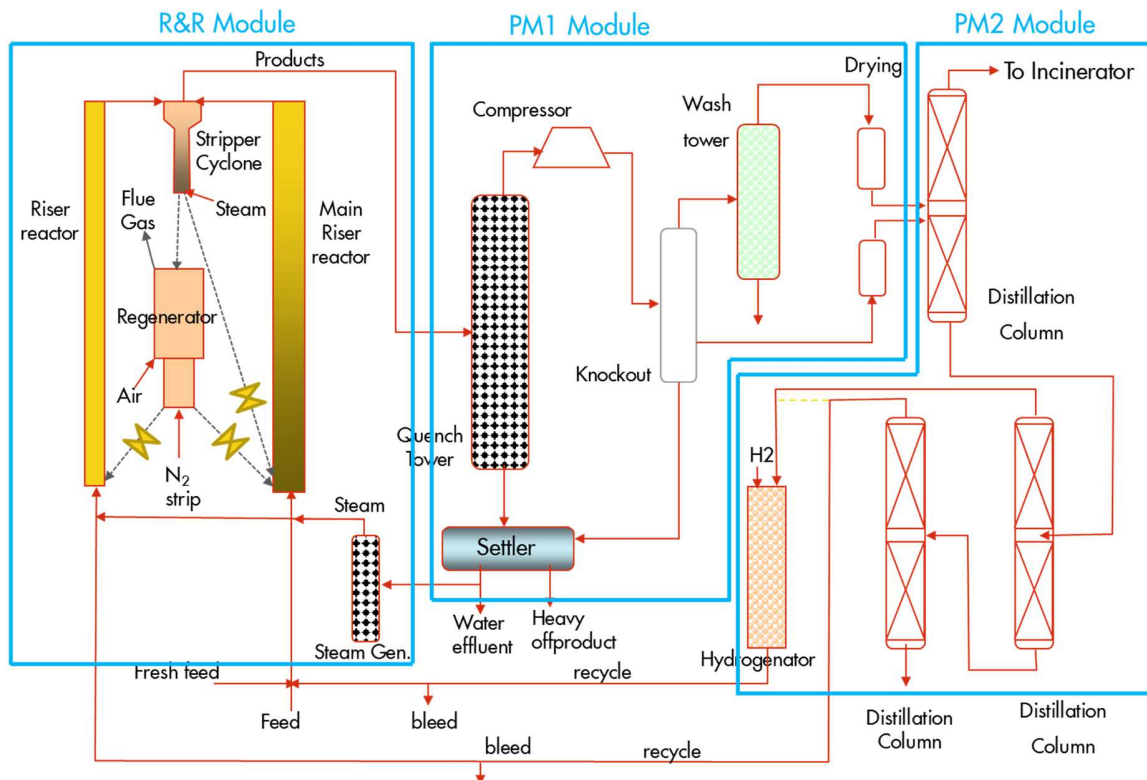 R&R Module
PM1 Module
PM2 Module
Products
Drying
To Incinerator
Compressor
Wash
tower
Stripper
Cyclone
Flue
Gas
Steam
Riser
reactor
Main
Riser
reactor
Regenerator
Distillation
Column
Knockout
Air
Quench
Tower
H2
N2
strip
Steam
Settler
Water
effluent
Heavy
offproduct
Steam Gen.
Hydrogenator
Fresh feed
recycle
Feed
bleed
Distillation
Column
Distillation
Column
bleed
recycle